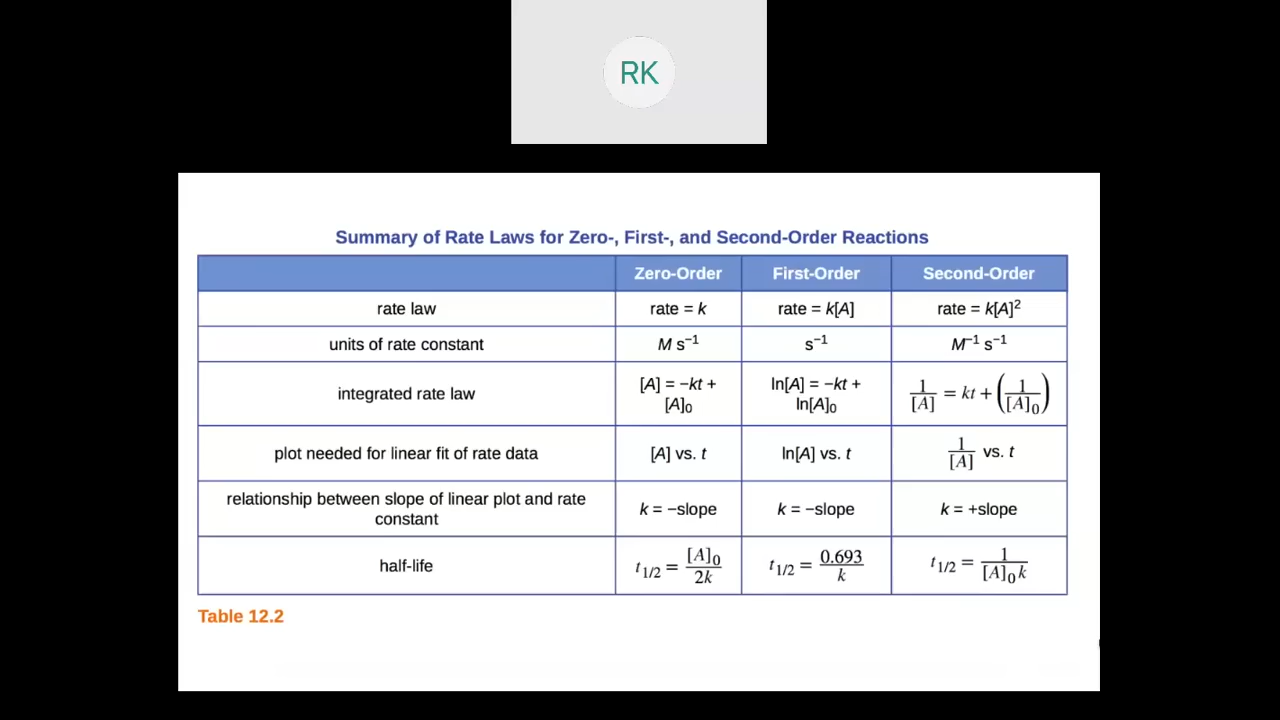 RK
Summary of Rate Laws for Zero-, First-, and Second-Order Reactions
Zero-Order First-Order Second-Order
rate law rate = k rate = k[A] rate = k[A]²
units of rate constant M s⁻¹ s⁻¹ M⁻¹ s⁻¹
integrated rate law [A] = −kt + [A]₀ ln[A] = −kt + ln[A]₀ 1/[A] = kt + (1/[A]₀)
plot needed for linear fit of rate data [A] vs. t ln[A] vs. t 1/[A] vs. t
relationship between slope of linear plot and rate constant k = −slope k = −slope k = +slope
half-life t₁/₂ = [A]₀/2k t₁/₂ = 0.693/k t₁/₂ = 1/[A]₀k
Table 12.2